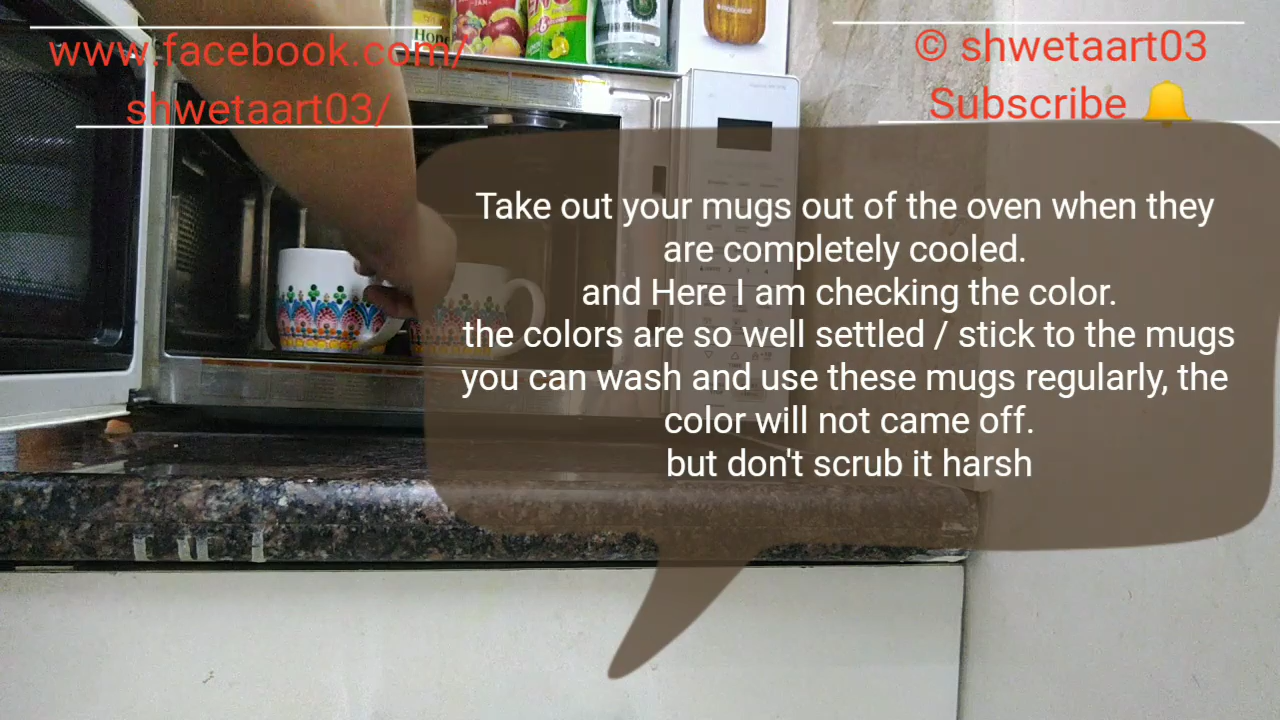 www.facebook.com/
shwetaart03/
© shwetaart03
Subscribe 🔔
Take out your mugs out of the oven when they
are completely cooled.
and Here I am checking the color.
the colors are so well settled / stick to the mugs
you can wash and use these mugs regularly, the
color will not came off.
but don't scrub it harsh